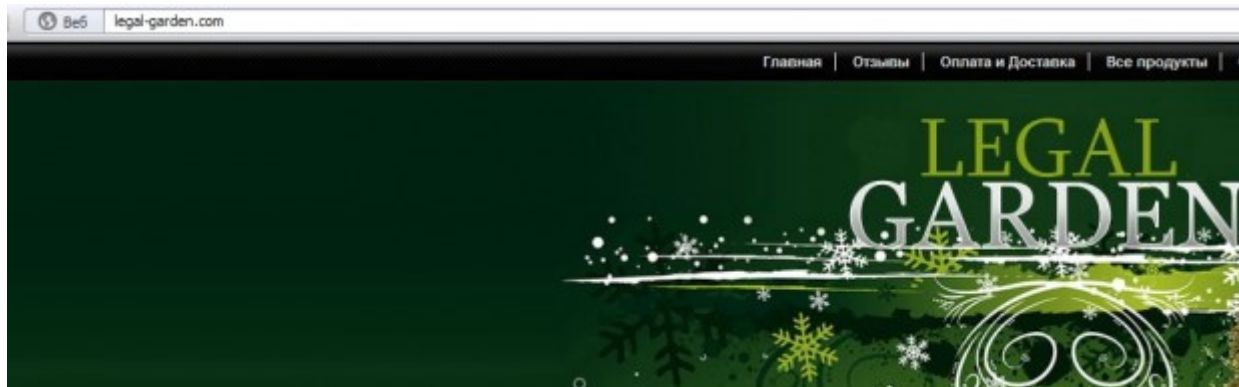 Веб legal-garden.com
Главная | Отзывы | Оплата и Доставка | Все продукты |
LEGAL
GARDEN